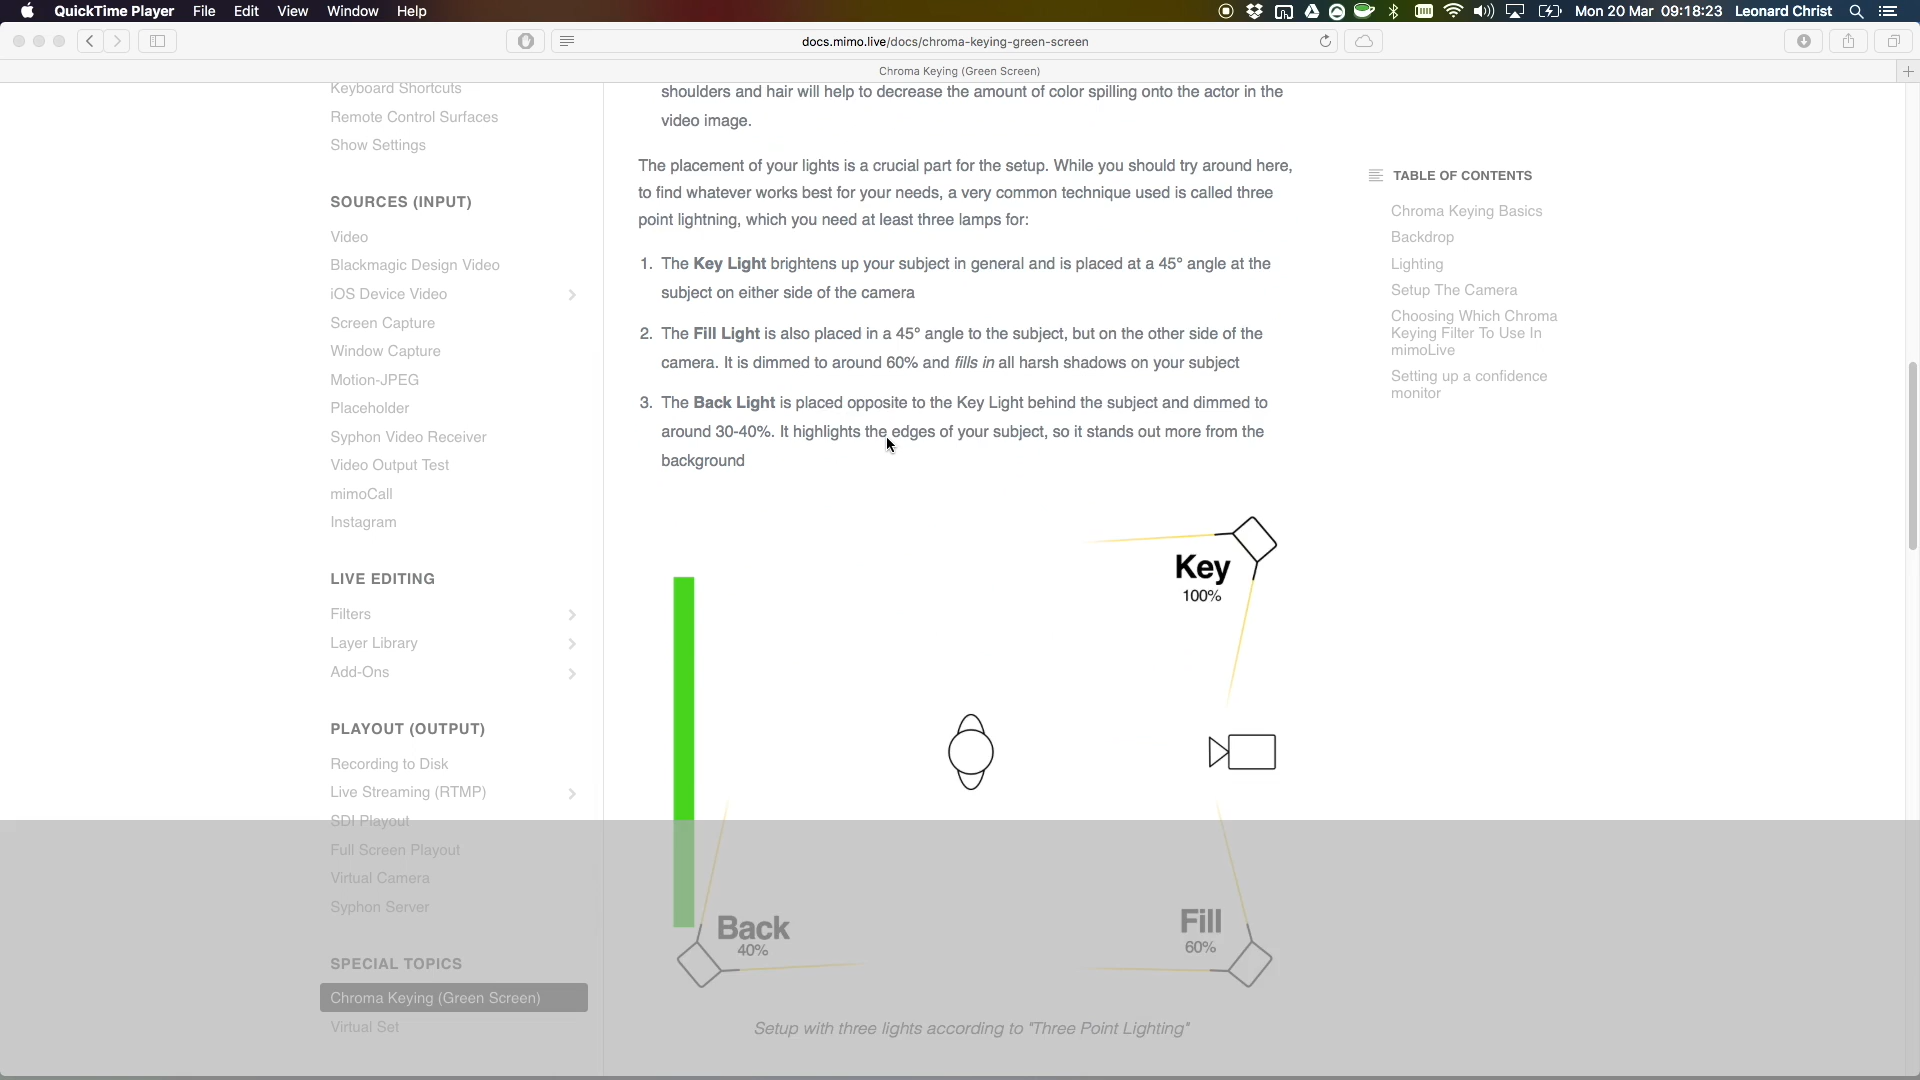 QuickTime Player File Edit View Window Help Mon 20 Mar 09:18:23 Leonard Christ
docs.mimo.live/docs/chroma-keying-green-screen
Chroma Keying (Green Screen)
Keyboard Shortcuts
Remote Control Surfaces
Show Settings
SOURCES (INPUT)
Video
Blackmagic Design Video
iOS Device Video
Screen Capture
Window Capture
Motion-JPEG
Placeholder
Syphon Video Receiver
Video Output Test
mimoCall
Instagram
LIVE EDITING
Filters
Layer Library
Add-Ons
PLAYOUT (OUTPUT)
Recording to Disk
Live Streaming (RTMP)
SDI Playout
Full Screen Playout
Virtual Camera
Syphon Server
SPECIAL TOPICS
Chroma Keying (Green Screen)
Virtual Set
shoulders and hair will help to decrease the amount of color spilling onto the actor in the
video image.
The placement of your lights is a crucial part for the setup. While you should try around here,
to find whatever works best for your needs, a very common technique used is called three
point lightning, which you need at least three lamps for:
1. The Key Light brightens up your subject in general and is placed at a 45° angle at the
subject on either side of the camera
2. The Fill Light is also placed in a 45° angle to the subject, but on the other side of the
camera. It is dimmed to around 60% and fills in all harsh shadows on your subject
3. The Back Light is placed opposite to the Key Light behind the subject and dimmed to
around 30-40%. It highlights the edges of your subject, so it stands out more from the
background
Key
100%
Back
40%
Fill
60%
Setup with three lights according to "Three Point Lighting"
TABLE OF CONTENTS
Chroma Keying Basics
Backdrop
Lighting
Setup The Camera
Choosing Which Chroma
Keying Filter To Use In
mimoLive
Setting up a confidence
monitor